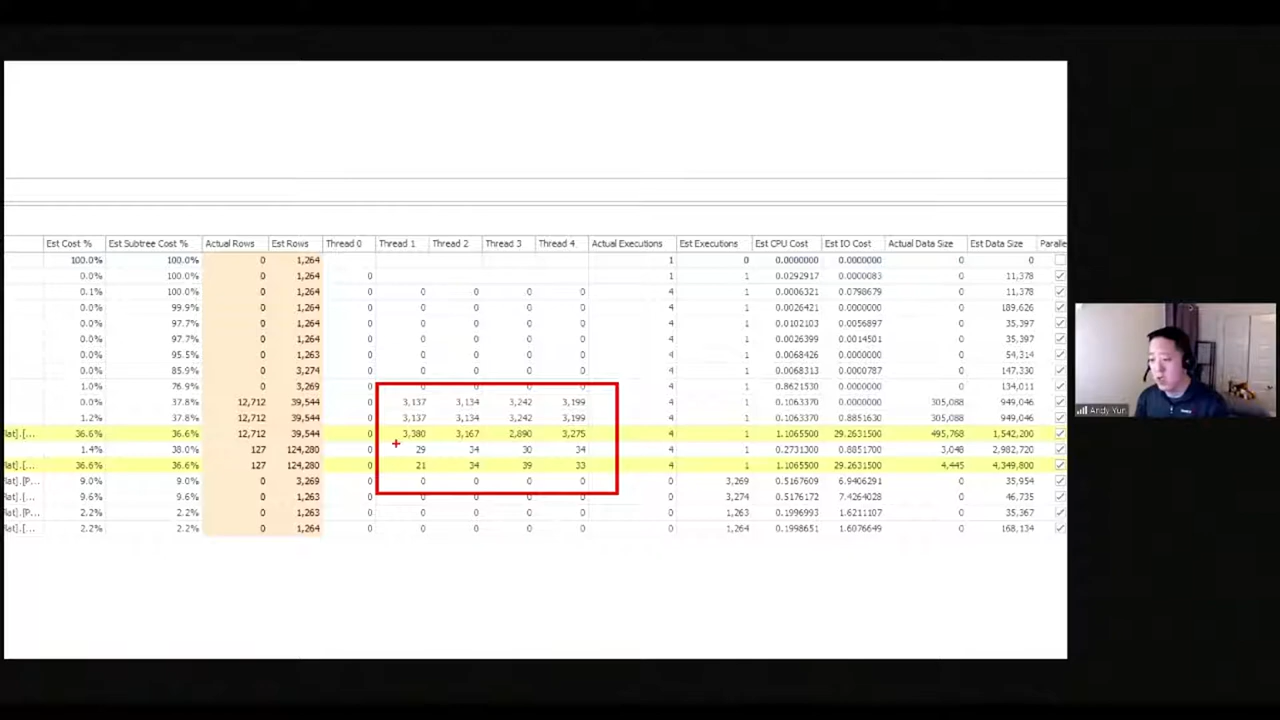 Est Cost % Est Subtree Cost % Actual Rows Est Rows Thread 0 Thread 1 Thread 2 Thread 3 Thread 4 Actual Executions Est Executions Est CPU Cost Est IO Cost Actual Data Size Est Data Size Paralle
100.0% 100.0% 0 1,264 1 0 0.0000000 0.0000000 0 0
0.0% 100.0% 0 1,264 0 1 1 0.0292917 0.0000083 0 11,378
0.1% 100.0% 0 1,264 0 0 0 0 0 4 1 0.0006321 0.0798679 0 11,378
0.0% 99.9% 0 1,264 0 0 0 0 0 4 1 0.0026421 0.0000000 0 189,626
0.0% 97.7% 0 1,264 0 0 0 0 0 4 1 0.0102103 0.0056897 0 35,397
0.0% 97.7% 0 1,264 0 0 0 0 0 4 1 0.0026399 0.0014501 0 35,397
0.0% 95.5% 0 1,263 0 0 0 0 0 4 1 0.0068426 0.0000000 0 54,314
0.0% 85.9% 0 3,274 0 0 0 0 0 4 1 0.0068313 0.0000787 0 147,330
1.0% 76.9% 0 3,269 0 0 0 0 0 4 1 0.8621530 0.0000000 0 134,011
0.0% 37.8% 12,712 39,544 0 3,137 3,134 3,242 3,199 4 1 0.1063370 0.0000000 305,088 949,046
1.2% 37.8% 12,712 39,544 0 3,137 3,134 3,242 3,199 4 1 0.1063370 0.8851630 0 949,046
lat].[... 36.6% 36.6% 12,712 39,544 0 3,380 3,167 2,890 3,275 4 1 1.1065500 29.2631500 495,768 1,542,200
1.4% 38.0% 127 124,280 0 29 34 30 34 4 1 0.2731300 0.8851700 3,048 2,982,720
lat].[... 36.6% 36.6% 127 124,280 0 21 34 39 33 4 1 1.1065500 29.2631500 4,445 4,349,800
lat].[P... 9.0% 9.0% 0 3,269 0 0 0 0 0 0 3,269 0.5167609 6.9406291 0 35,954
lat].[... 9.6% 9.6% 0 1,263 0 0 0 0 0 0 3,274 0.5176172 7.4264028 0 46,735
lat].[P... 2.2% 2.2% 0 1,263 0 0 0 0 0 0 1,263 0.1996993 1.6211107 0 35,367
lat].[... 2.2% 2.2% 0 1,264 0 0 0 0 0 0 1,264 0.1998651 1.6076649 0 168,134
Andy Yun